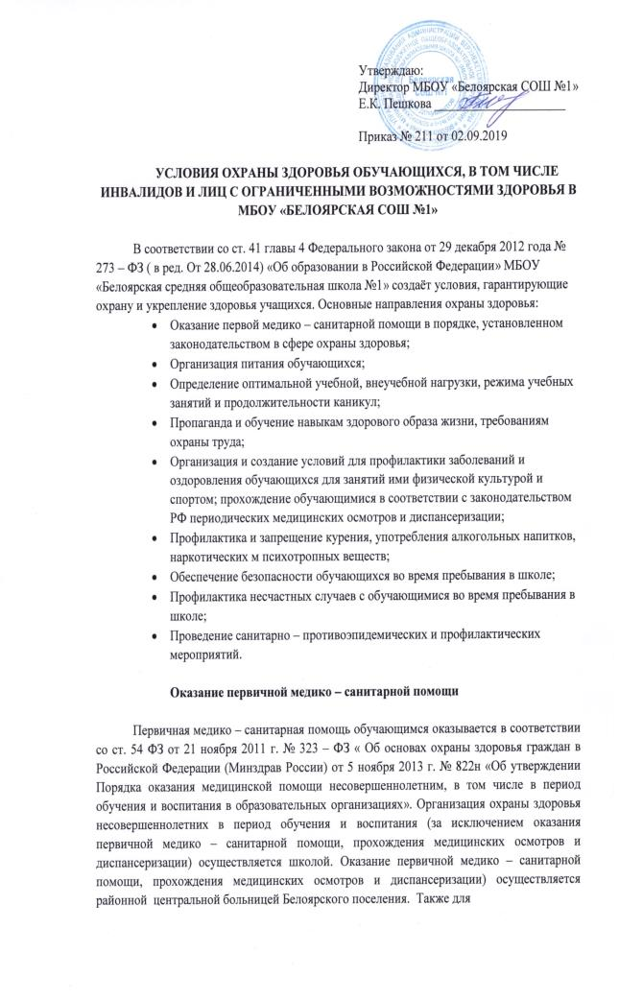 Утверждаю:
Директор МБОУ «Белоярская СОШ №1»
Е.К. Пешкова ____________________
Приказ № 211 от 02.09.2019
Белоярская
СОШ №1
УСЛОВИЯ ОХРАНЫ ЗДОРОВЬЯ ОБУЧАЮЩИХСЯ, В ТОМ ЧИСЛЕ
ИНВАЛИДОВ И ЛИЦ С ОГРАНИЧЕННЫМИ ВОЗМОЖНОСТЯМИ ЗДОРОВЬЯ В
МБОУ «БЕЛОЯРСКАЯ СОШ №1»
В соответствии со ст. 41 главы 4 Федерального закона от 29 декабря 2012 года №
273 – ФЗ ( в ред. От 28.06.2014) «Об образовании в Российской Федерации» МБОУ
«Белоярская средняя общеобразовательная школа №1» создаёт условия, гарантирующие
охрану и укрепление здоровья учащихся. Основные направления охраны здоровья:
• Оказание первой медико – санитарной помощи в порядке, установленном
законодательством в сфере охраны здоровья;
• Организация питания обучающихся;
• Определение оптимальной учебной, внеучебной нагрузки, режима учебных
занятий и продолжительности каникул;
• Пропаганда и обучение навыкам здорового образа жизни, требованиям
охраны труда;
• Организация и создание условий для профилактики заболеваний и
оздоровления обучающихся для занятий ими физической культурой и
спортом; прохождение обучающимися в соответствии с законодательством
РФ периодических медицинских осмотров и диспансеризации;
• Профилактика и запрещение курения, употребления алкогольных напитков,
наркотических м психотропных веществ;
• Обеспечение безопасности обучающихся во время пребывания в школе;
• Профилактика несчастных случаев с обучающимися во время пребывания в
школе;
• Проведение санитарно – противоэпидемических и профилактических
мероприятий.
Оказание первичной медико – санитарной помощи
Первичная медико – санитарная помощь обучающимся оказывается в соответствии
со ст. 54 ФЗ от 21 ноября 2011 г. № 323 – ФЗ « Об основах охраны здоровья граждан в
Российской Федерации (Минздрав России) от 5 ноября 2013 г. № 822н «Об утверждении
Порядка оказания медицинской помощи несовершеннолетним, в том числе в период
обучения и воспитания в образовательных организациях». Организация охраны здоровья
несовершеннолетних в период обучения и воспитания (за исключением оказания
первичной медико – санитарной помощи, прохождения медицинских осмотров и
диспансеризации) осуществляется школой. Оказание первичной медико – санитарной
помощи, прохождения медицинских осмотров и диспансеризации) осуществляется
районной центральной больницей Белоярского поселения. Также для